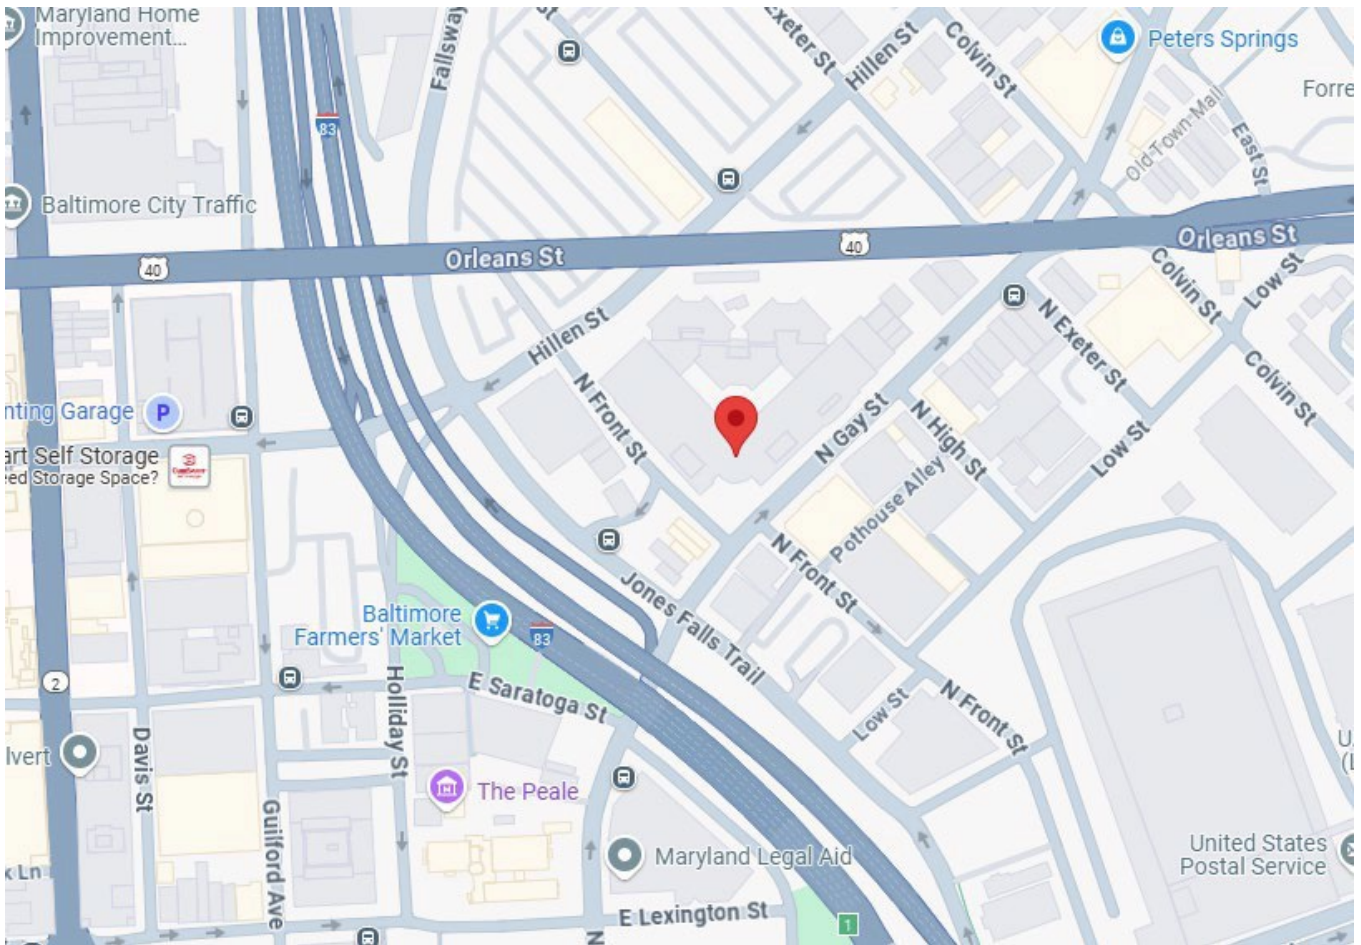 Maryland Home
Improvement...
Fallsway
St
Exeter St
Hillen St
Colvin St
Peters Springs
Forre
83
Old Town Mall
East St
Baltimore City Traffic
Orleans St
40
40
Orleans St
Colvin St
Low St
Hillen St
N Exeter St
nting Garage
P
N Front St
N Gay St
N High St
Colvin St
art Self Storage
eed Storage Space?
Low St
Pothouse Alley
N Front St
Jones Falls Trail
Baltimore
Farmers' Market
83
2
Holliday St
E Saratoga St
Low St
N Front St
lvert
Davis St
The Peale
Guilford Ave
U.
(L
Maryland Legal Aid
United States
Postal Service
k Ln
E Lexington St
N
1